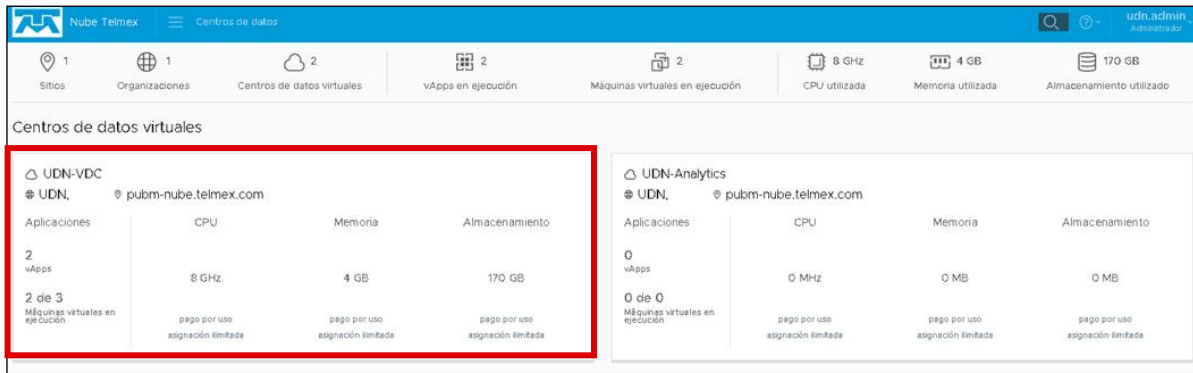 Nube Telmex Centros de datos udn.admin
Administrador
1 1 2 2 2 8 GHz 4 GB 170 GB
Sitios Organizaciones Centros de datos virtuales vApps en ejecución Máquinas virtuales en ejecución CPU utilizada Memoria utilizada Almacenamiento utilizado
Centros de datos virtuales
UDN-VDC
UDN, pubm-nube.telmex.com
Aplicaciones CPU Memoria Almacenamiento
2
vApps
8 GHz 4 GB 170 GB
2 de 3
Máquinas virtuales en
ejecución
pago por uso pago por uso pago por uso
asignación ilimitada asignación ilimitada asignación ilimitada
UDN-Analytics
UDN, pubm-nube.telmex.com
Aplicaciones CPU Memoria Almacenamiento
0
vApps
0 MHz 0 MB 0 MB
0 de 0
Máquinas virtuales en
ejecución
pago por uso pago por uso pago por uso
asignación ilimitada asignación ilimitada asignación ilimitada